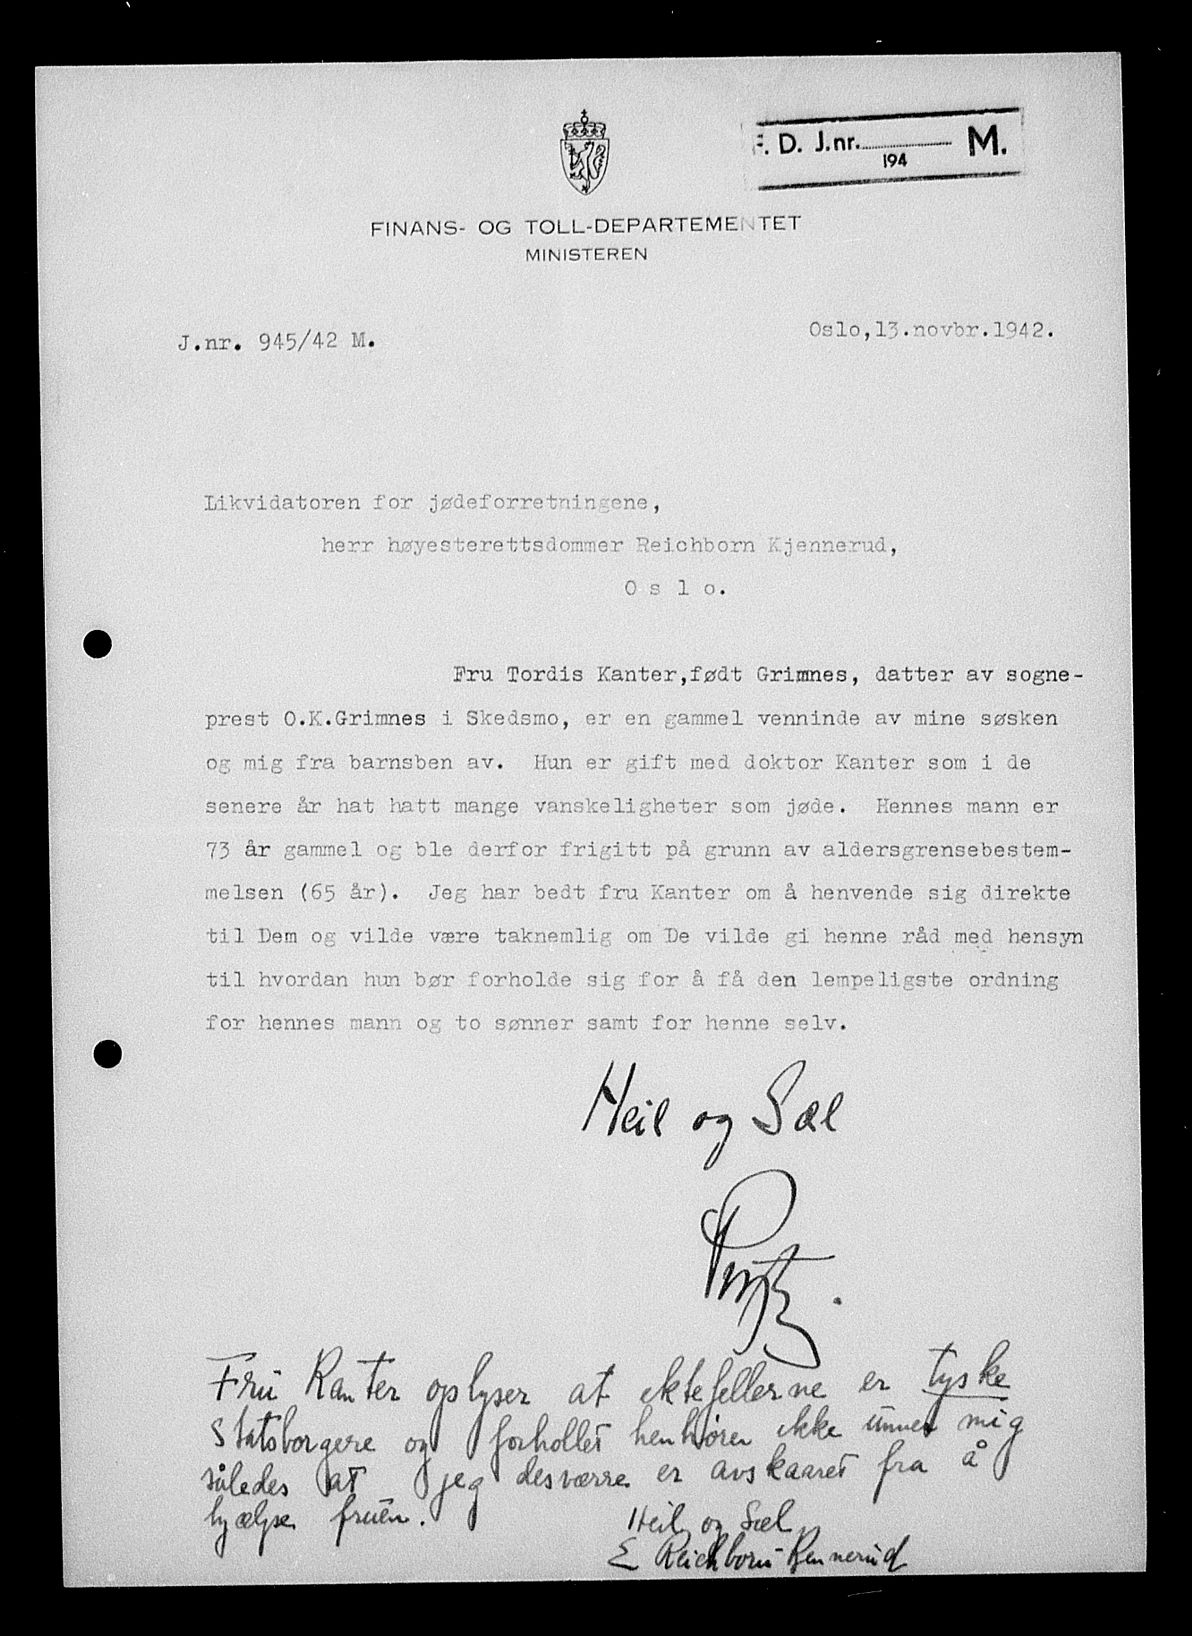 F. D. J.nr. 194 M.
FINANS- OG TOLL-DEPARTEMENTET
MINISTEREN
J.nr. 945/42 M.
Oslo,13.novbr.1942.
Likvidatoren for jødeforretningene,
herr høyesterettsdommer Reichborn Kjennerud,
O s l o.
Fru Tordis Kanter,født Grimnes, datter av sogne-
prest O.K.Grimnes i Skedsmo, er en gammel venninde av mine søsken
og mig fra barnsben av. Hun er gift med doktor Kanter som i de
senere år hat hatt mange vanskeligheter som jøde. Hennes mann er
73 år gammel og ble derfor frigitt på grunn av aldersgrensebestem-
melsen (65 år). Jeg har bedt fru Kanter om å henvende sig direkte
til Dem og vilde være taknemlig om De vilde gi henne råd med hensyn
til hvordan hun bør forholde sig for å få den lempeligste ordning
for hennes mann og to sønner samt for henne selv.
Heil og Sæl
Fru Kanter oplyser at ektefellerne er tyske
Statsborgere og forholdet henhører ikke under mig
således at jeg desværre er avskaaret fra å
hjælpe fruen.
Heil og Sæl
E Reichborn-Kennerud